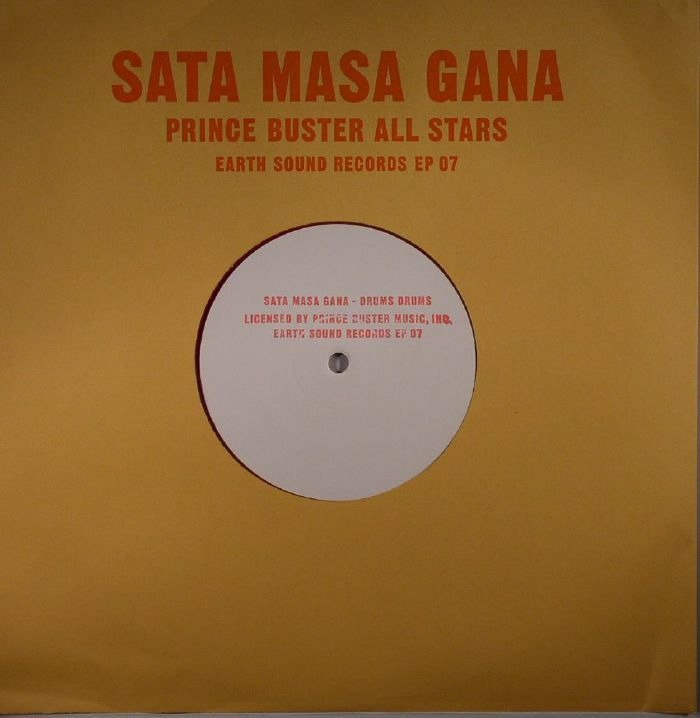 SATA MASA GANA
PRINCE BUSTER ALL STARS
EARTH SOUND RECORDS EP 07
SATA MASA GANA - DRUMS DRUMS
LICENSED BY PRINCE BUSTER MUSIC, INC.
EARTH SOUND RECORDS EP 07